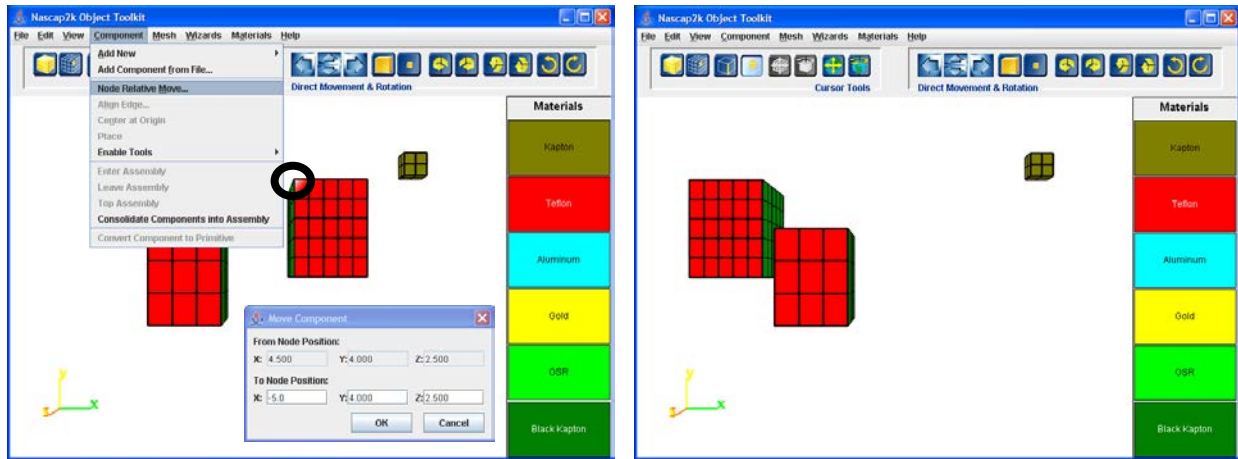 Nascap2k Object Toolkit
File Edit View Component Mesh Wizards Materials Help
Add New
Add Component from File...
Node Relative Move...
Align Edge...
Center at Origin
Place
Enable Tools
Enter Assembly
Leave Assembly
Top Assembly
Consolidate Components into Assembly
Convert Component to Primitive
Direct Movement & Rotation
Materials
Kapton
Teflon
Aluminum
Gold
OSR
Black Kapton
Move Component
From Node Position:
X: 4.500 Y: 4.000 Z: 2.500
To Node Position:
X: -5.0 Y: 4.000 Z: 2.500
OK Cancel
y
x
z
Nascap2k Object Toolkit
File Edit View Component Mesh Wizards Materials Help
Cursor Tools Direct Movement & Rotation
Materials
Kapton
Teflon
Aluminum
Gold
OSR
Black Kapton
y
x
z